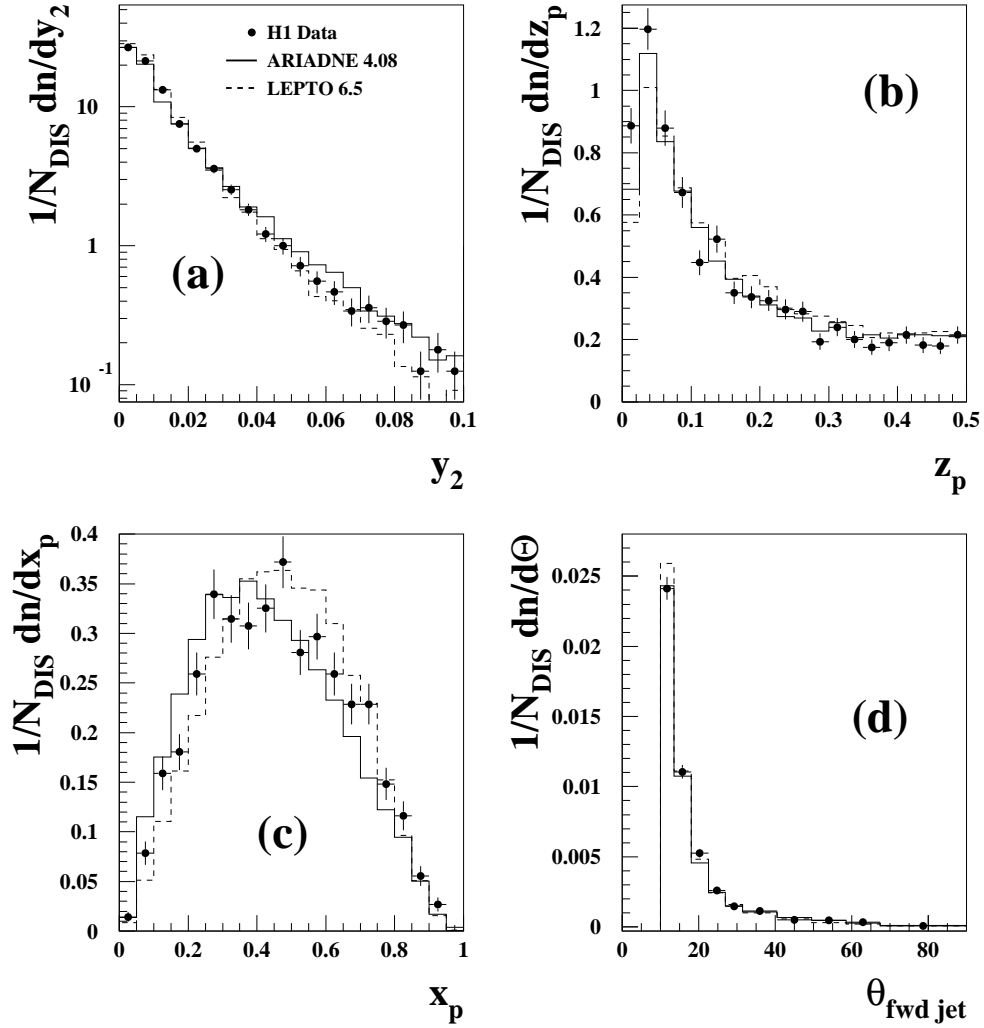 1/N_DIS dn/dy_2
H1 Data
ARIADNE 4.08
LEPTO 6.5
10
1
10^-1
(a)
0 0.02 0.04 0.06 0.08 0.1
y_2
1/N_DIS dn/dz_p
1.2
1
0.8
0.6
0.4
0.2
0
(b)
0 0.1 0.2 0.3 0.4 0.5
z_p
1/N_DIS dn/dx_p
0.4
0.35
0.3
0.25
0.2
0.15
0.1
0.05
0
(c)
0 0.2 0.4 0.6 0.8 1
x_p
1/N_DIS dn/dΘ
0.025
0.02
0.015
0.01
0.005
0
(d)
0 20 40 60 80
θ_fwd jet